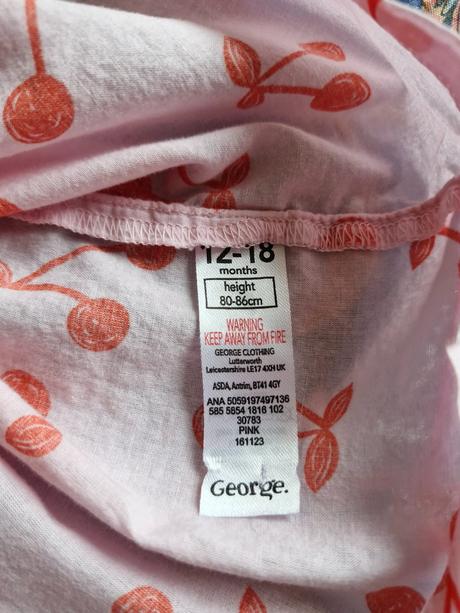 12-18
months
height
80-86cm
WARNING
KEEP AWAY FROM FIRE
GEORGE CLOTHING
Lutterworth
Leicestershire LE17 4XH UK
ASDA, Antrim, BT41 4GY
ANA 5059197497136
585 5854 1816 102
30783
PINK
161123
George.